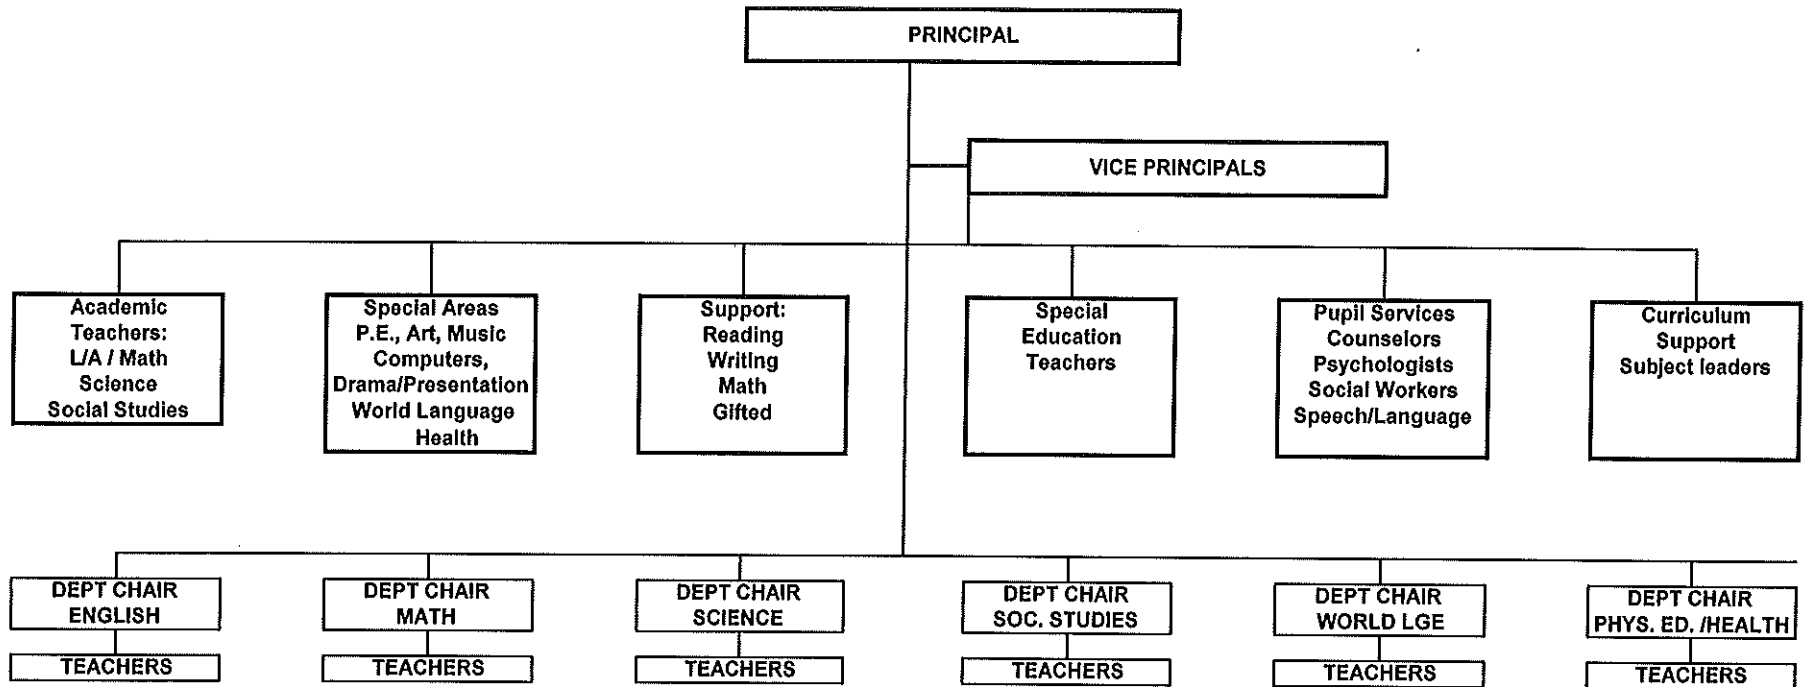 PRINCIPAL
VICE PRINCIPALS
Academic
Teachers:
L/A / Math
Science
Social Studies
Special Areas
P.E., Art, Music
Computers,
Drama/Presentation
World Language
Health
Support:
Reading
Writing
Math
Gifted
Special
Education
Teachers
Pupil Services
Counselors
Psychologists
Social Workers
Speech/Language
Curriculum
Support
Subject leaders
DEPT CHAIR
ENGLISH
DEPT CHAIR
MATH
DEPT CHAIR
SCIENCE
DEPT CHAIR
SOC. STUDIES
DEPT CHAIR
WORLD LGE
DEPT CHAIR
PHYS. ED. /HEALTH
TEACHERS
TEACHERS
TEACHERS
TEACHERS
TEACHERS
TEACHERS